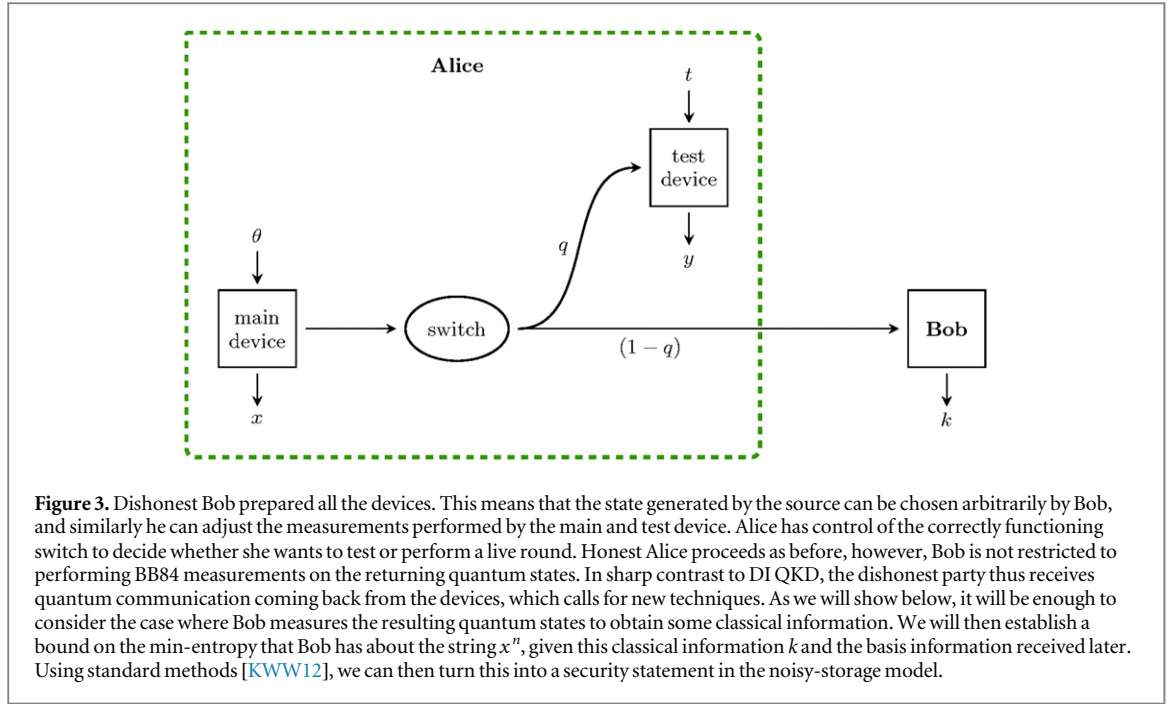 Alice
t
test
device
q
y
θ
main
device
switch
(1 − q)
Bob
x
k
Figure 3. Dishonest Bob prepared all the devices. This means that the state generated by the source can be chosen arbitrarily by Bob,
and similarly he can adjust the measurements performed by the main and test device. Alice has control of the correctly functioning
switch to decide whether she wants to test or perform a live round. Honest Alice proceeds as before, however, Bob is not restricted to
performing BB84 measurements on the returning quantum states. In sharp contrast to DI QKD, the dishonest party thus receives
quantum communication coming back from the devices, which calls for new techniques. As we will show below, it will be enough to
consider the case where Bob measures the resulting quantum states to obtain some classical information. We will then establish a
bound on the min-entropy that Bob has about the string xⁿ, given this classical information k and the basis information received later.
Using standard methods [KWW12], we can then turn this into a security statement in the noisy-storage model.